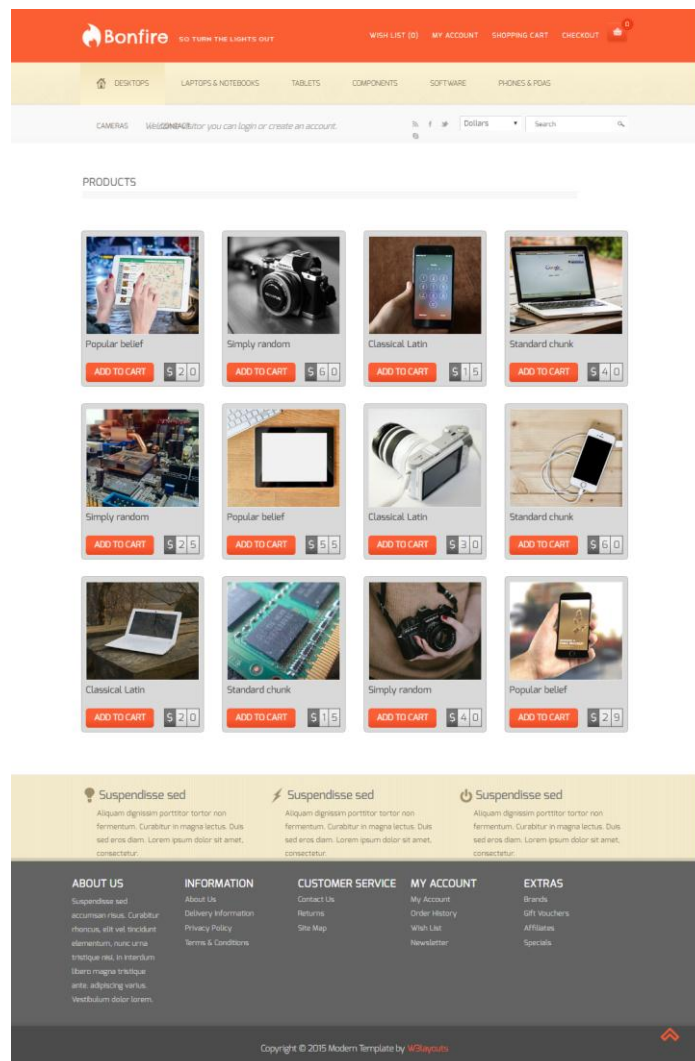 Bonfire SO TURN THE LIGHTS OUT
WISH LIST (0) MY ACCOUNT SHOPPING CART CHECKOUT 0
DESKTOPS LAPTOPS & NOTEBOOKS TABLETS COMPONENTS SOFTWARE PHONES & PDAS
CAMERAS visitor you can login or create an account. Dollars Search
PRODUCTS
Popular belief Simply random Classical Latin Standard chunk
ADD TO CART $20 ADD TO CART $60 ADD TO CART $15 ADD TO CART $40
Simply random Popular belief Classical Latin Standard chunk
ADD TO CART $25 ADD TO CART $55 ADD TO CART $30 ADD TO CART $60
Classical Latin Standard chunk Simply random Popular belief
ADD TO CART $20 ADD TO CART $15 ADD TO CART $40 ADD TO CART $29
Suspendisse sed
Aliquam dignissim porttitor tortor non
fermentum. Curabitur in magna lectus. Duis
sed eros diam. Lorem ipsum dolor sit amet,
consectetur.
Suspendisse sed
Aliquam dignissim porttitor tortor non
fermentum. Curabitur in magna lectus. Duis
sed eros diam. Lorem ipsum dolor sit amet,
consectetur.
Suspendisse sed
Aliquam dignissim porttitor tortor non
fermentum. Curabitur in magna lectus. Duis
sed eros diam. Lorem ipsum dolor sit amet,
consectetur.
ABOUT US
Suspendisse sed
accumsan risus. Curabitur
rhoncus, elit vel tincidunt
elementum, nunc urna
tristique nisi, in interdum
libero magna tristique
ante. adipiscing varius.
Vestibulum dolor lorem.
INFORMATION
About Us
Delivery Information
Privacy Policy
Terms & Conditions
CUSTOMER SERVICE
Contact Us
Returns
Site Map
MY ACCOUNT
My Account
Order History
Wish List
Newsletter
EXTRAS
Brands
Gift Vouchers
Affiliates
Specials
Copyright © 2015 Modern Template by W3layouts